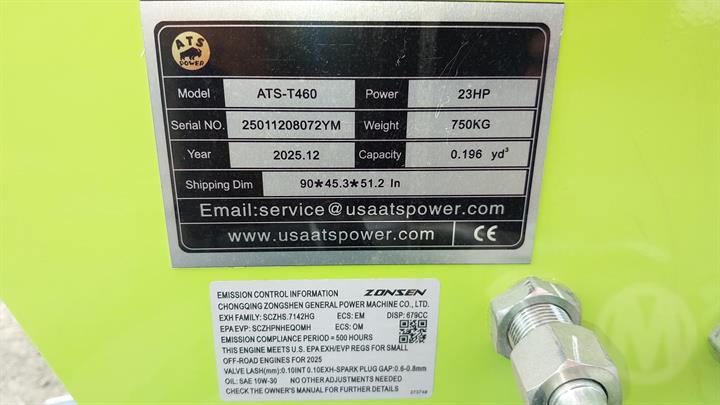 ATS
POWER
Model ATS-T460 Power 23HP
Serial NO. 25011208072YM Weight 750KG
Year 2025.12 Capacity 0.196 yd³
Shipping Dim 90*45.3*51.2 In
Email:service@usaatspower.com
www.usaatspower.com CE
EMISSION CONTROL INFORMATION ZONSEN
CHONGQING ZONGSHEN GENERAL POWER MACHINE CO., LTD.
EXH FAMILY: SCZHS.7142HG ECS: EM DISP: 679CC
EPA EVP: SCZHPNHEQOMH ECS: OM
EMISSION COMPLIANCE PERIOD = 500 HOURS
THIS ENGINE MEETS U.S. EPA EXH/EVP REGS FOR SMALL
OFF-ROAD ENGINES FOR 2025
VALVE LASH(mm):0.10INT 0.10EXH-SPARK PLUG GAP:0.6-0.8mm
OIL: SAE 10W-30 NO OTHER ADJUSTMENTS NEEDED
CHECK THE OWNER'S MANUAL FOR FURTHER DETAILS